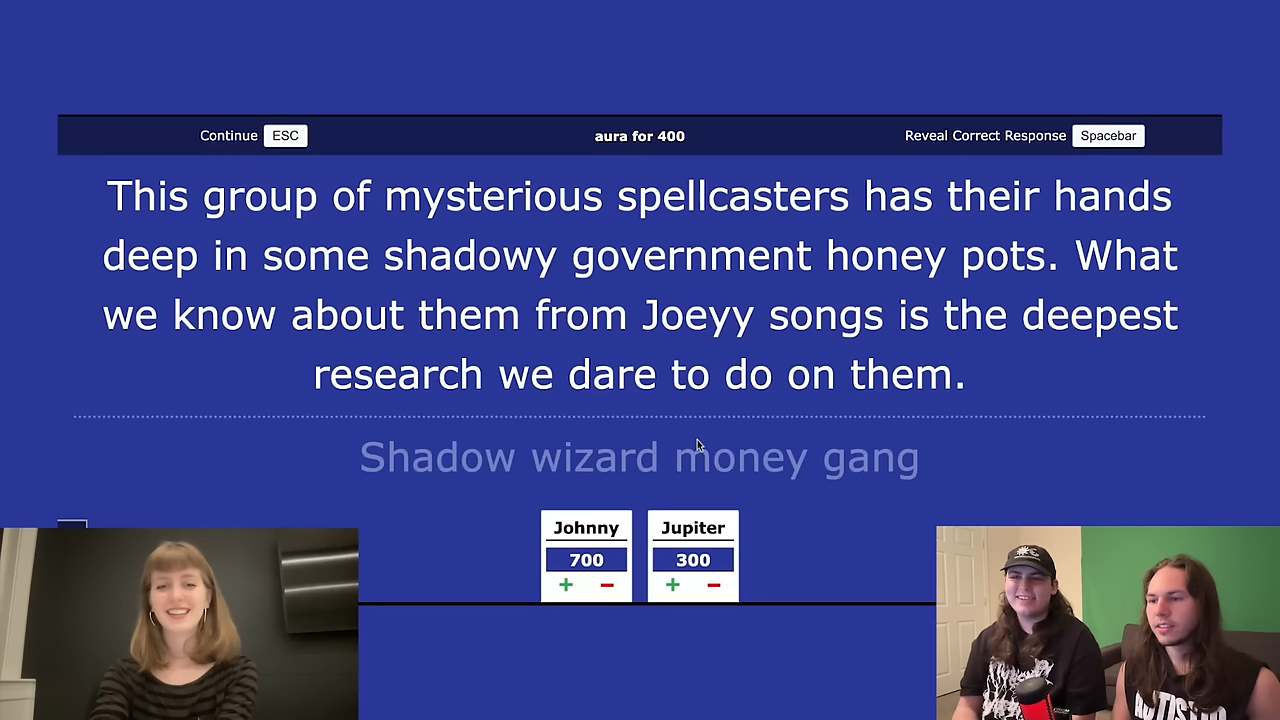 Continue ESC
aura for 400
Reveal Correct Response Spacebar
This group of mysterious spellcasters has their hands
deep in some shadowy government honey pots. What
we know about them from Joeyy songs is the deepest
research we dare to do on them.
Shadow wizard money gang
Johnny
700
+ −
Jupiter
300
+ −